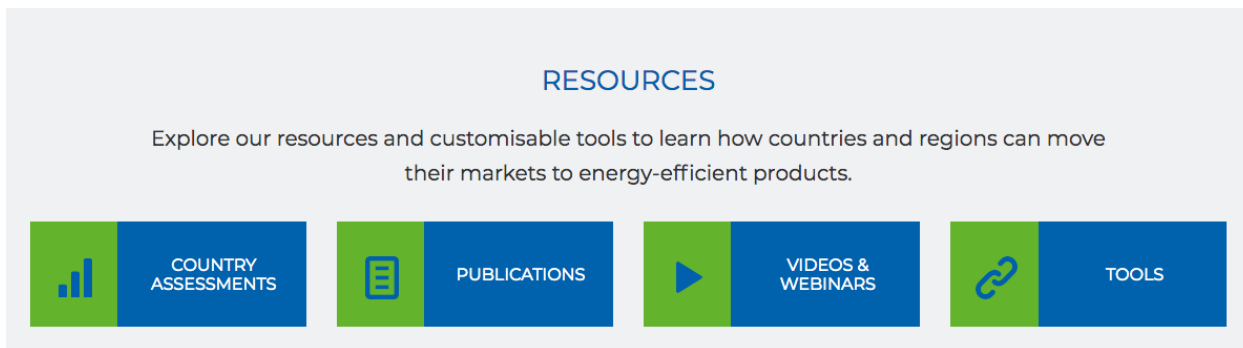 RESOURCES
Explore our resources and customisable tools to learn how countries and regions can move
their markets to energy-efficient products.
COUNTRY
ASSESSMENTS
PUBLICATIONS
VIDEOS &
WEBINARS
TOOLS